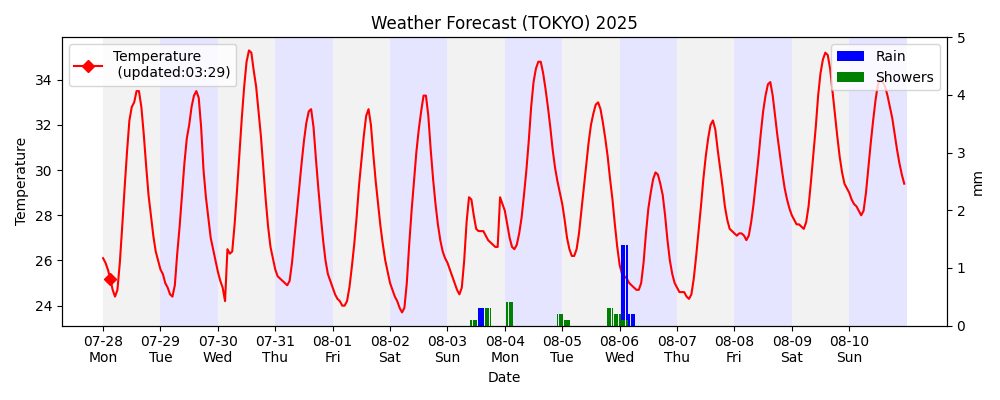 Weather Forecast (TOKYO) 2025
Temperature
(updated:03:29)
Rain
Showers
Temperature
34
32
30
28
26
24
5
4
3
2
1
0
mm
07-28 07-29 07-30 07-31 08-01 08-02 08-03 08-04 08-05 08-06 08-07 08-08 08-09 08-10
Mon Tue Wed Thu Fri Sat Sun Mon Tue Wed Thu Fri Sat Sun
Date